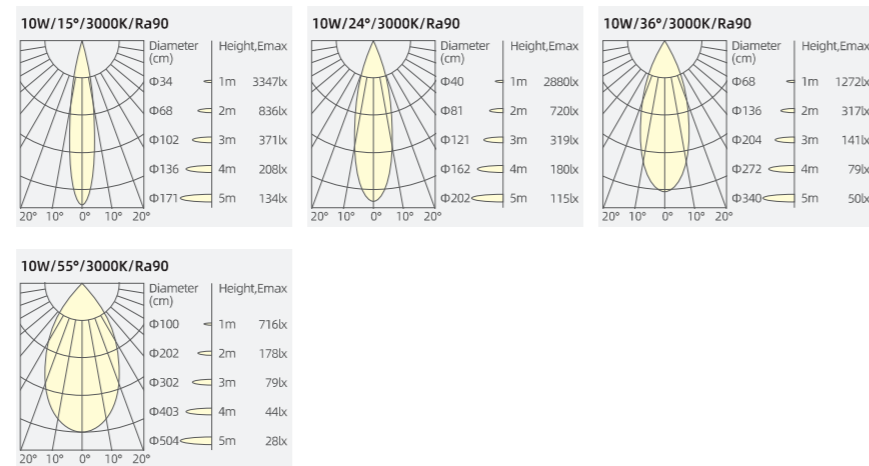 10W/15°/3000K/Ra90
Diameter (cm) Height,Emax
Φ34 1m 3347lx
Φ68 2m 836lx
Φ102 3m 371lx
Φ136 4m 208lx
Φ171 5m 134lx
20° 10° 0° 10° 20°
10W/24°/3000K/Ra90
Diameter (cm) Height,Emax
Φ40 1m 2880lx
Φ81 2m 720lx
Φ121 3m 319lx
Φ162 4m 180lx
Φ202 5m 115lx
20° 10° 0° 10° 20°
10W/36°/3000K/Ra90
Diameter (cm) Height,Emax
Φ68 1m 1272lx
Φ136 2m 317lx
Φ204 3m 141lx
Φ272 4m 79lx
Φ340 5m 50lx
20° 10° 0° 10° 20°
10W/55°/3000K/Ra90
Diameter (cm) Height,Emax
Φ100 1m 716lx
Φ202 2m 178lx
Φ302 3m 79lx
Φ403 4m 44lx
Φ504 5m 28lx
20° 10° 0° 10° 20°